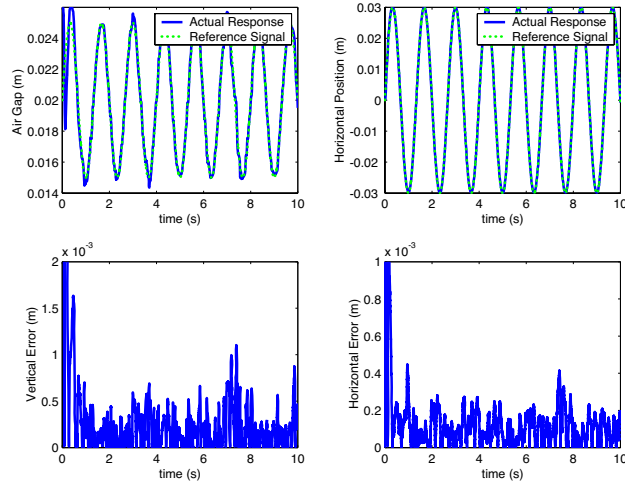 Actual Response
Reference Signal
0.024
0.022
0.02
0.018
0.016
0.014
Air Gap (m)
0 2 4 6 8 10
time (s)
Actual Response
Reference Signal
0.03
0.02
0.01
0
-0.01
-0.02
-0.03
Horizontal Position (m)
0 2 4 6 8 10
time (s)
x 10^-3
2
1.5
1
0.5
0
Vertical Error (m)
0 2 4 6 8 10
time (s)
x 10^-3
1
0.8
0.6
0.4
0.2
0
Horizontal Error (m)
0 2 4 6 8 10
time (s)